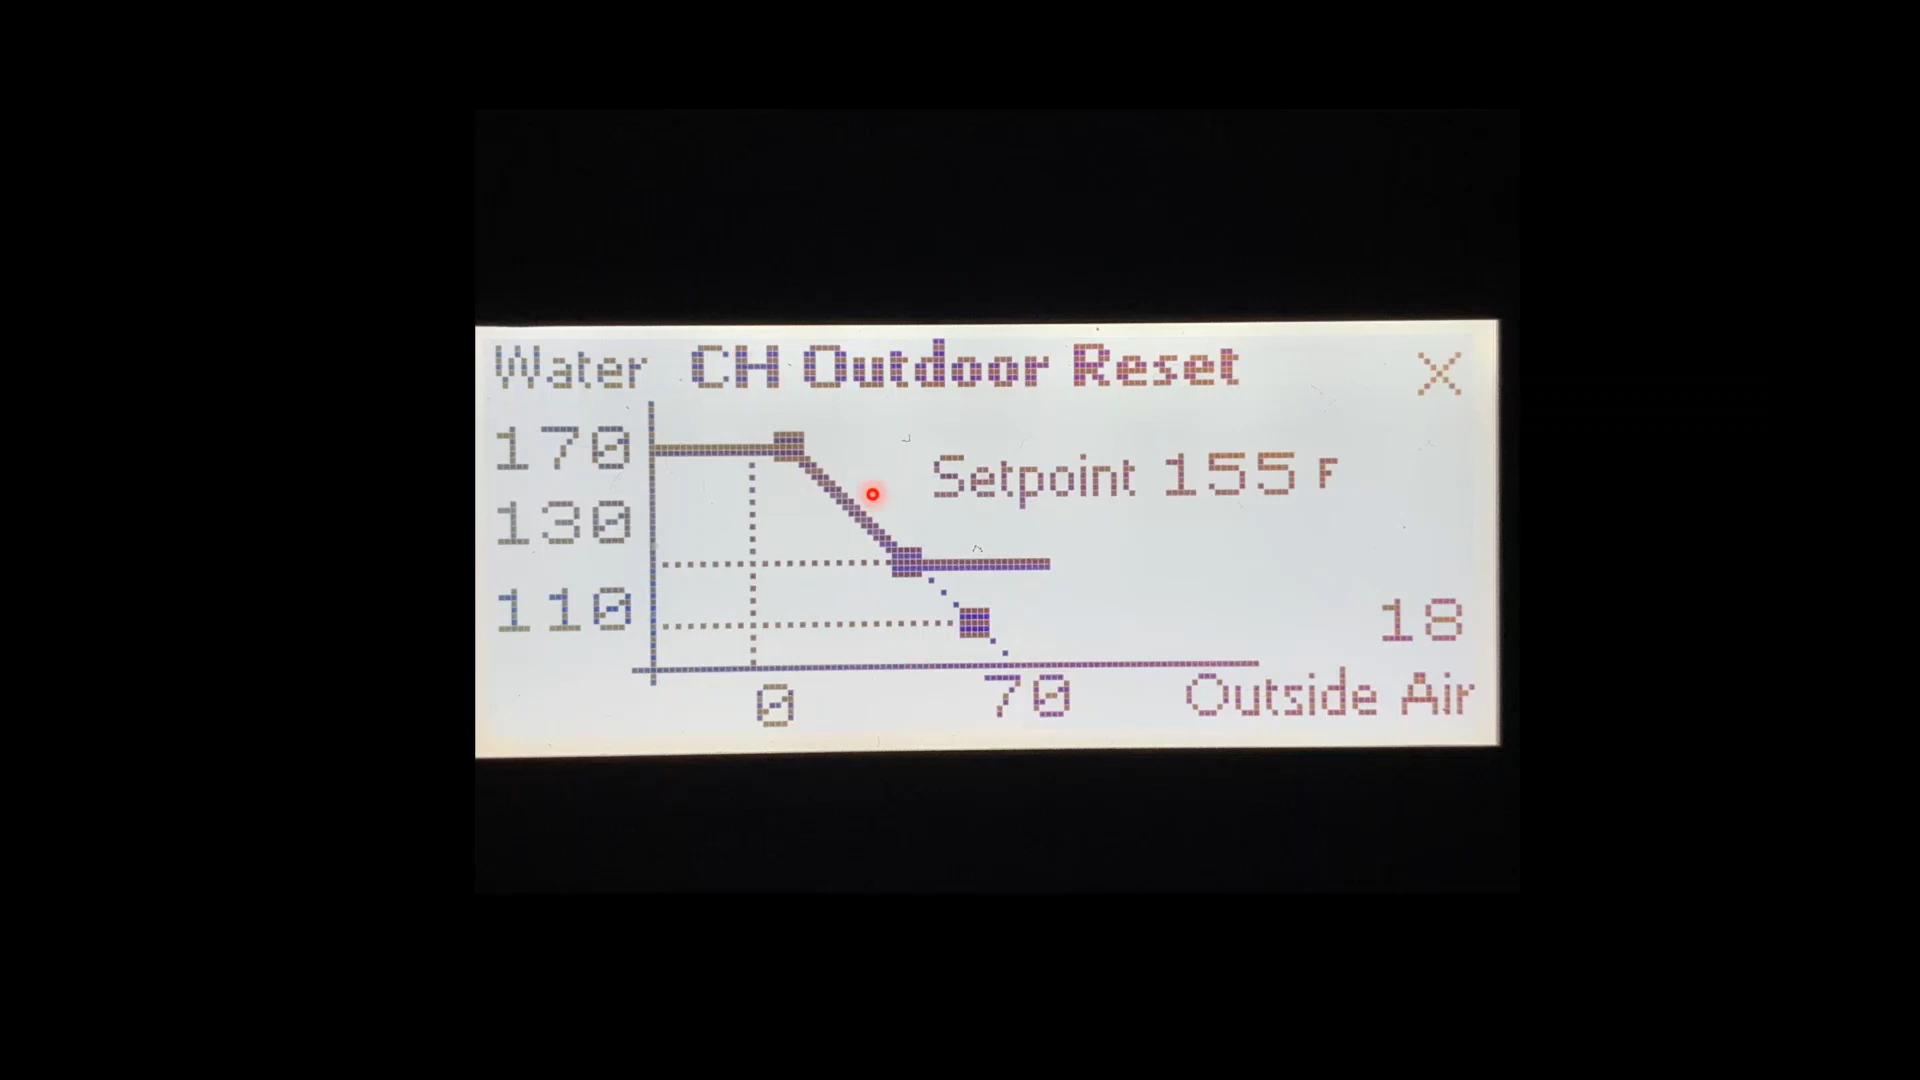 Water CH Outdoor Reset X
170
Setpoint 155 F
130
110
18
0 70 Outside Air